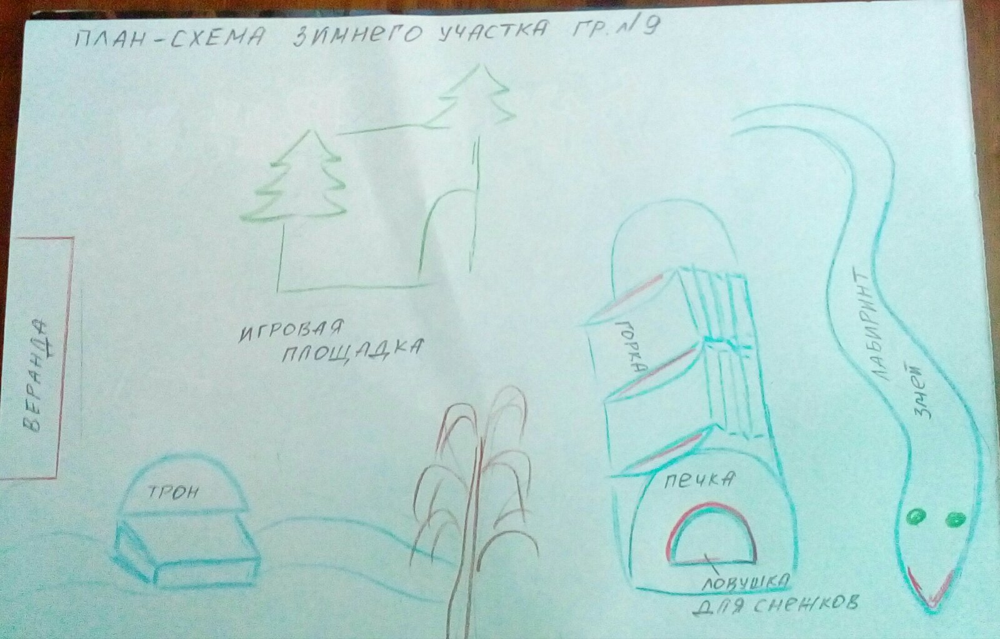 ПЛАН-СХЕМА ЗИМНЕГО УЧАСТКА ГР.№9
ИГРОВАЯ
ПЛОЩАДКА
ВЕРАНДА
ТРОН
ГОРКА
ПЕЧКА
ЛОВУШКА
ДЛЯ СНЕЖКОВ
ЛАБИРИНТ
ЗМЕЙ